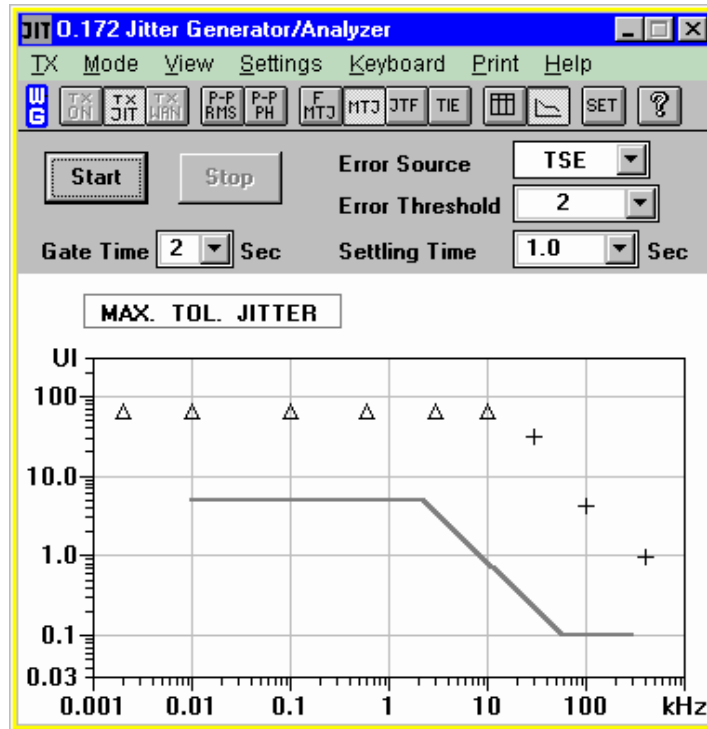 JIT O.172 Jitter Generator/Analyzer
TX Mode View Settings Keyboard Print Help
WG TX ON TX JIT TX WAN P-P RMS P-P PH F MTJ MTJ JTF TIE SET ?
Start Stop Error Source TSE
Error Threshold 2
Gate Time 2 Sec Settling Time 1.0 Sec
MAX. TOL. JITTER
UI
100
10.0
1.0
0.1
0.03
0.001 0.01 0.1 1 10 100 kHz